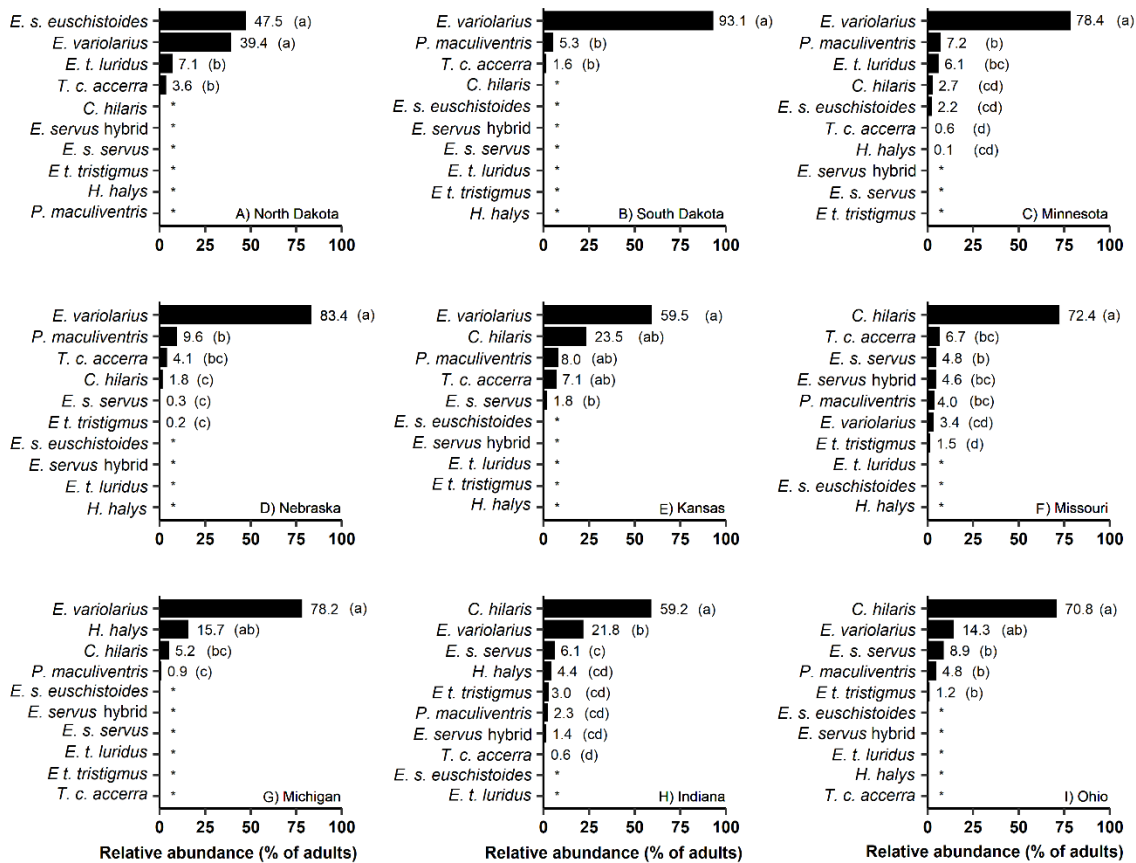 E. s. euschistoides 47.5 (a)
E. variolarius 39.4 (a)
E. t. luridus 7.1 (b)
T. c. accerra 3.6 (b)
C. hilaris *
E. servus hybrid *
E. s. servus *
E t. tristigmus *
H. halys *
P. maculiventris *
A) North Dakota
0 25 50 75 100
E. variolarius 93.1 (a)
P. maculiventris 5.3 (b)
T. c. accerra 1.6 (b)
C. hilaris *
E. s. euschistoides *
E. servus hybrid *
E. s. servus *
E. t. luridus *
E t. tristigmus *
H. halys *
B) South Dakota
0 25 50 75 100
E. variolarius 78.4 (a)
P. maculiventris 7.2 (b)
E. t. luridus 6.1 (bc)
C. hilaris 2.7 (cd)
E. s. euschistoides 2.2 (cd)
T. c. accerra 0.6 (d)
H. halys 0.1 (cd)
E. servus hybrid *
E. s. servus *
E t. tristigmus *
C) Minnesota
0 25 50 75 100
E. variolarius 83.4 (a)
P. maculiventris 9.6 (b)
T. c. accerra 4.1 (bc)
C. hilaris 1.8 (c)
E. s. servus 0.3 (c)
E t. tristigmus 0.2 (c)
E. s. euschistoides *
E. servus hybrid *
E. t. luridus *
H. halys *
D) Nebraska
0 25 50 75 100
E. variolarius 59.5 (a)
C. hilaris 23.5 (ab)
P. maculiventris 8.0 (ab)
T. c. accerra 7.1 (ab)
E. s. servus 1.8 (b)
E. s. euschistoides *
E. servus hybrid *
E. t. luridus *
E t. tristigmus *
H. halys *
E) Kansas
0 25 50 75 100
C. hilaris 72.4 (a)
T. c. accerra 6.7 (bc)
E. s. servus 4.8 (b)
E. servus hybrid 4.6 (bc)
P. maculiventris 4.0 (bc)
E. variolarius 3.4 (cd)
E t. tristigmus 1.5 (d)
E. t. luridus *
E. s. euschistoides *
H. halys *
F) Missouri
0 25 50 75 100
E. variolarius 78.2 (a)
H. halys 15.7 (ab)
C. hilaris 5.2 (bc)
P. maculiventris 0.9 (c)
E. s. euschistoides *
E. servus hybrid *
E. s. servus *
E. t. luridus *
E t. tristigmus *
T. c. accerra *
G) Michigan
0 25 50 75 100
Relative abundance (% of adults)
C. hilaris 59.2 (a)
E. variolarius 21.8 (b)
E. s. servus 6.1 (c)
H. halys 4.4 (cd)
E t. tristigmus 3.0 (cd)
P. maculiventris 2.3 (cd)
E. servus hybrid 1.4 (cd)
T. c. accerra 0.6 (d)
E. s. euschistoides *
E. t. luridus *
H) Indiana
0 25 50 75 100
Relative abundance (% of adults)
C. hilaris 70.8 (a)
E. variolarius 14.3 (ab)
E. s. servus 8.9 (b)
P. maculiventris 4.8 (b)
E t. tristigmus 1.2 (b)
E. s. euschistoides *
E. servus hybrid *
E. t. luridus *
H. halys *
T. c. accerra *
I) Ohio
0 25 50 75 100
Relative abundance (% of adults)